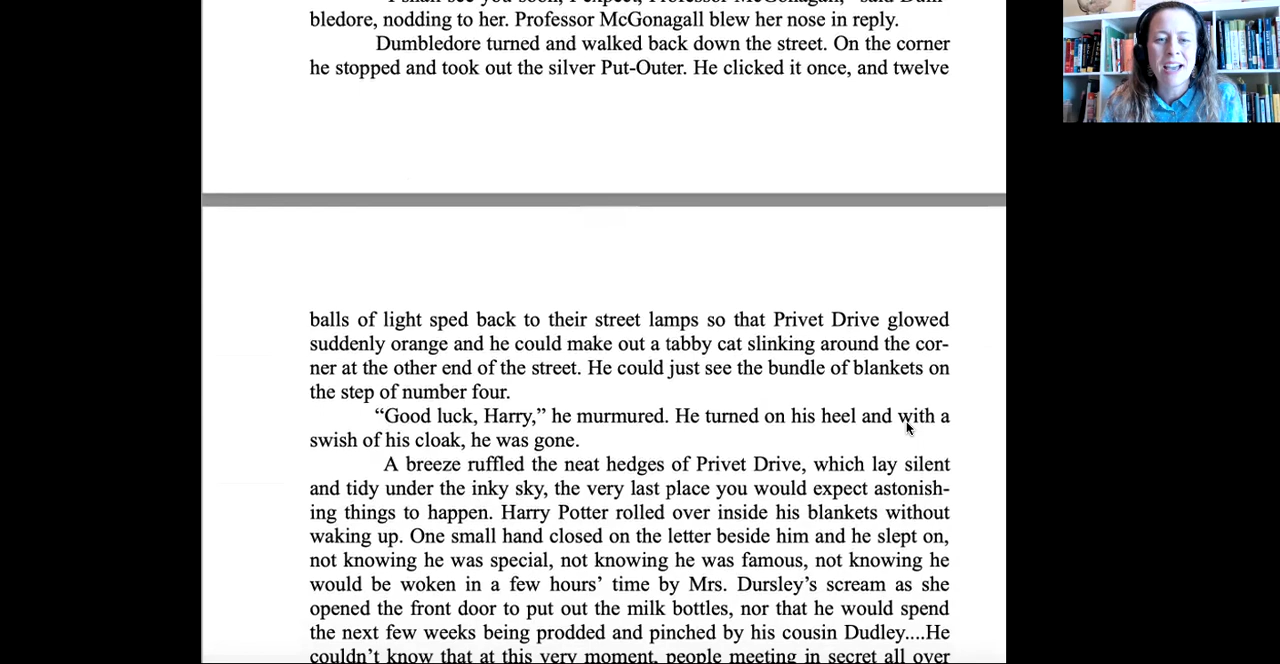 bledore, nodding to her. Professor McGonagall blew her nose in reply.
Dumbledore turned and walked back down the street. On the corner
he stopped and took out the silver Put-Outer. He clicked it once, and twelve
balls of light sped back to their street lamps so that Privet Drive glowed
suddenly orange and he could make out a tabby cat slinking around the cor-
ner at the other end of the street. He could just see the bundle of blankets on
the step of number four.
“Good luck, Harry,” he murmured. He turned on his heel and with a
swish of his cloak, he was gone.
A breeze ruffled the neat hedges of Privet Drive, which lay silent
and tidy under the inky sky, the very last place you would expect astonish-
ing things to happen. Harry Potter rolled over inside his blankets without
waking up. One small hand closed on the letter beside him and he slept on,
not knowing he was special, not knowing he was famous, not knowing he
would be woken in a few hours’ time by Mrs. Dursley’s scream as she
opened the front door to put out the milk bottles, nor that he would spend
the next few weeks being prodded and pinched by his cousin Dudley....He
couldn’t know that at this very moment, people meeting in secret all over